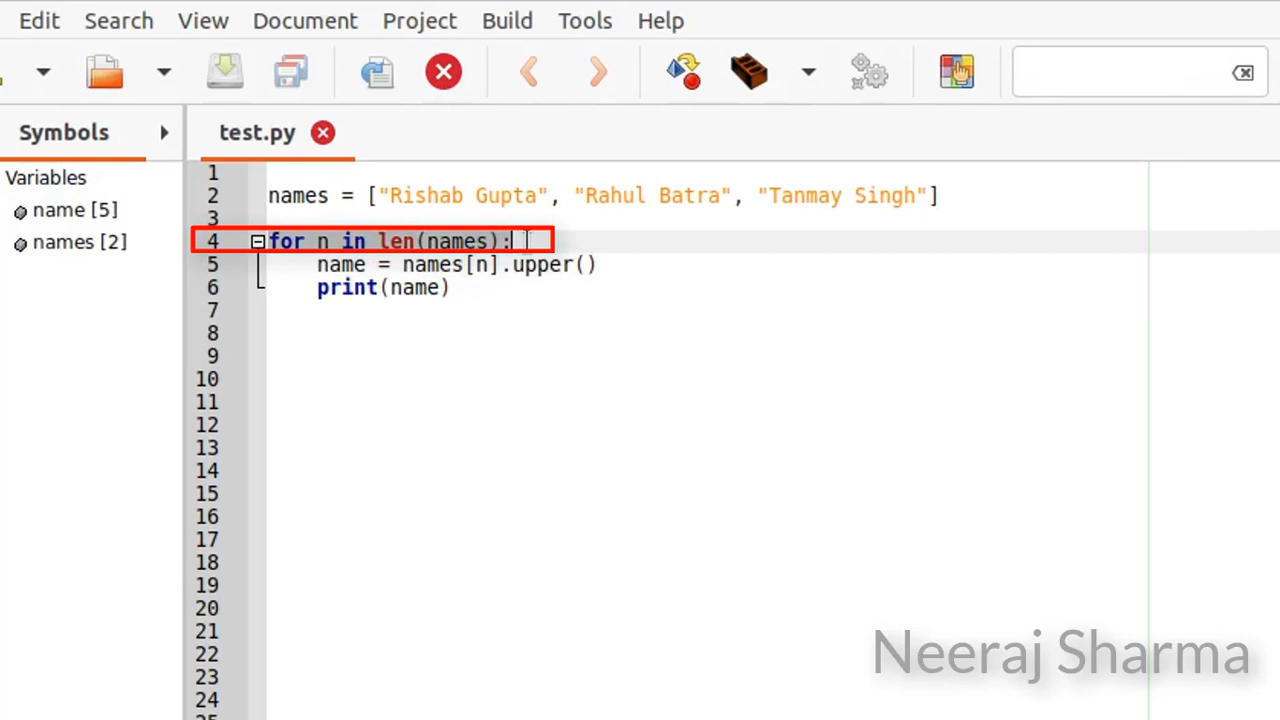 Edit Search View Document Project Build Tools Help
Symbols
test.py
Variables
name [5]
names [2]
1
2 names = ["Rishab Gupta", "Rahul Batra", "Tanmay Singh"]
3
4 for n in len(names):
5 name = names[n].upper()
6 print(name)
7
8
9
10
11
12
13
14
15
16
17
18
19
20
21
22
23
24
25
Neeraj Sharma